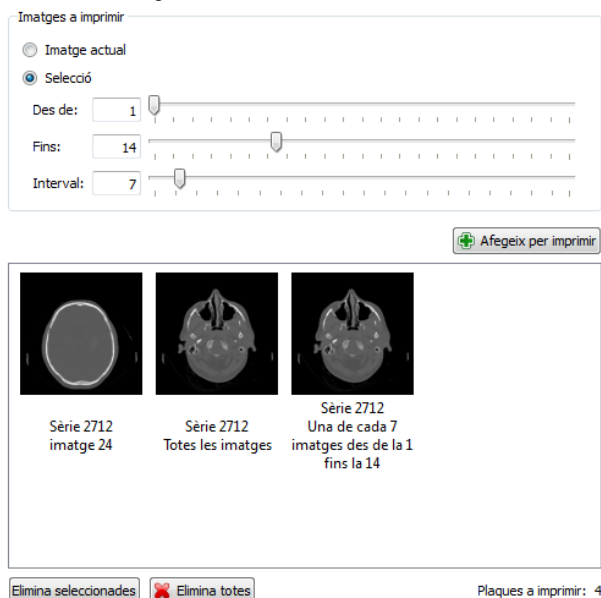 Imatges a imprimir
Imatge actual
Selecció
Des de: 1
Fins: 14
Interval: 7
Afegeix per imprimir
Sèrie 2712
imatge 24
Sèrie 2712
Totes les imatges
Sèrie 2712
Una de cada 7
imatges des de la 1
fins la 14
Elimina seleccionades
Elimina totes
Plaques a imprimir: 4